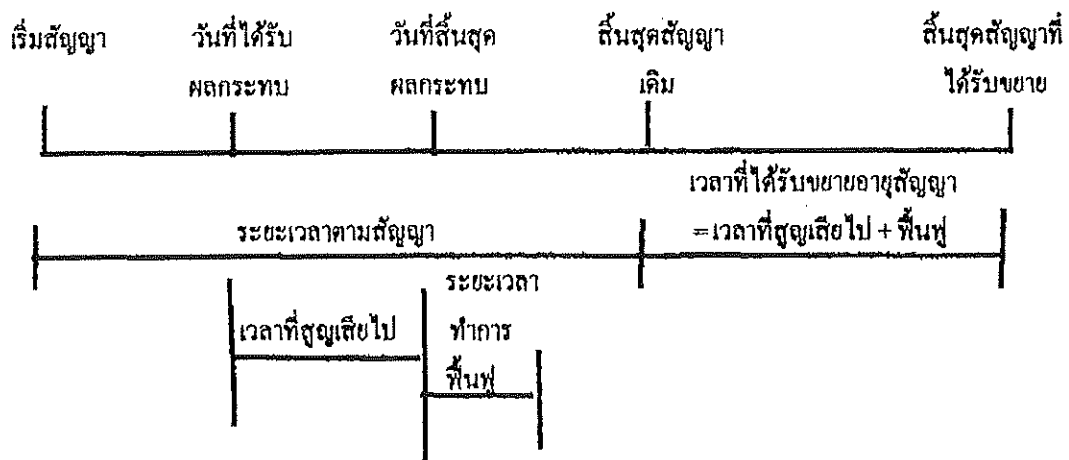 เริ่มสัญญา วันที่ได้รับ วันที่สิ้นสุด สิ้นสุดสัญญา สิ้นสุดสัญญาที่
ผลกระทบ ผลกระทบ เดิม ได้รับขยาย
เวลาที่ได้รับขยายอายุสัญญา
ระยะเวลาตามสัญญา =เวลาที่สูญเสียไป + ฟื้นฟู
ระยะเวลา
เวลาที่สูญเสียไป ทำการ
ฟื้นฟู